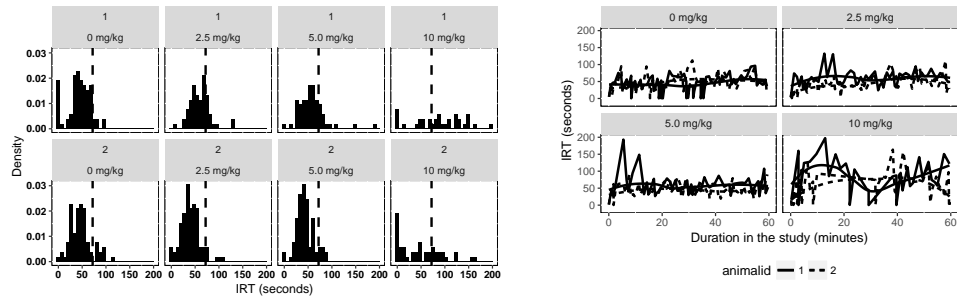 1
1
1
1
0 mg/kg
2.5 mg/kg
5.0 mg/kg
10 mg/kg
0.03
0.02
0.01
0.00
2
2
2
2
0 mg/kg
2.5 mg/kg
5.0 mg/kg
10 mg/kg
0.03
0.02
0.01
0.00
0 50 100 150 200
0 50 100 150 200
0 50 100 150 200
0 50 100 150 200
Density
IRT (seconds)
0 mg/kg
2.5 mg/kg
200
150
100
50
0
5.0 mg/kg
10 mg/kg
200
150
100
50
0
0 20 40 60
0 20 40 60
IRT (seconds)
Duration in the study (minutes)
animalid 1 2